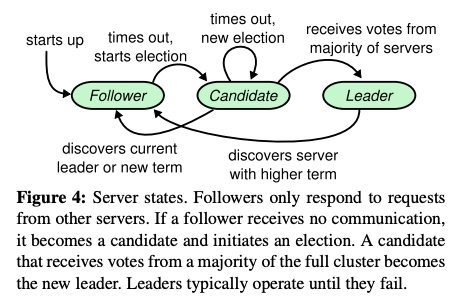 starts up
times out,
starts election
times out,
new election
receives votes from
majority of servers
Follower
Candidate
Leader
discovers current
leader or new term
discovers server
with higher term
Figure 4: Server states. Followers only respond to requests
from other servers. If a follower receives no communication,
it becomes a candidate and initiates an election. A candidate
that receives votes from a majority of the full cluster becomes
the new leader. Leaders typically operate until they fail.